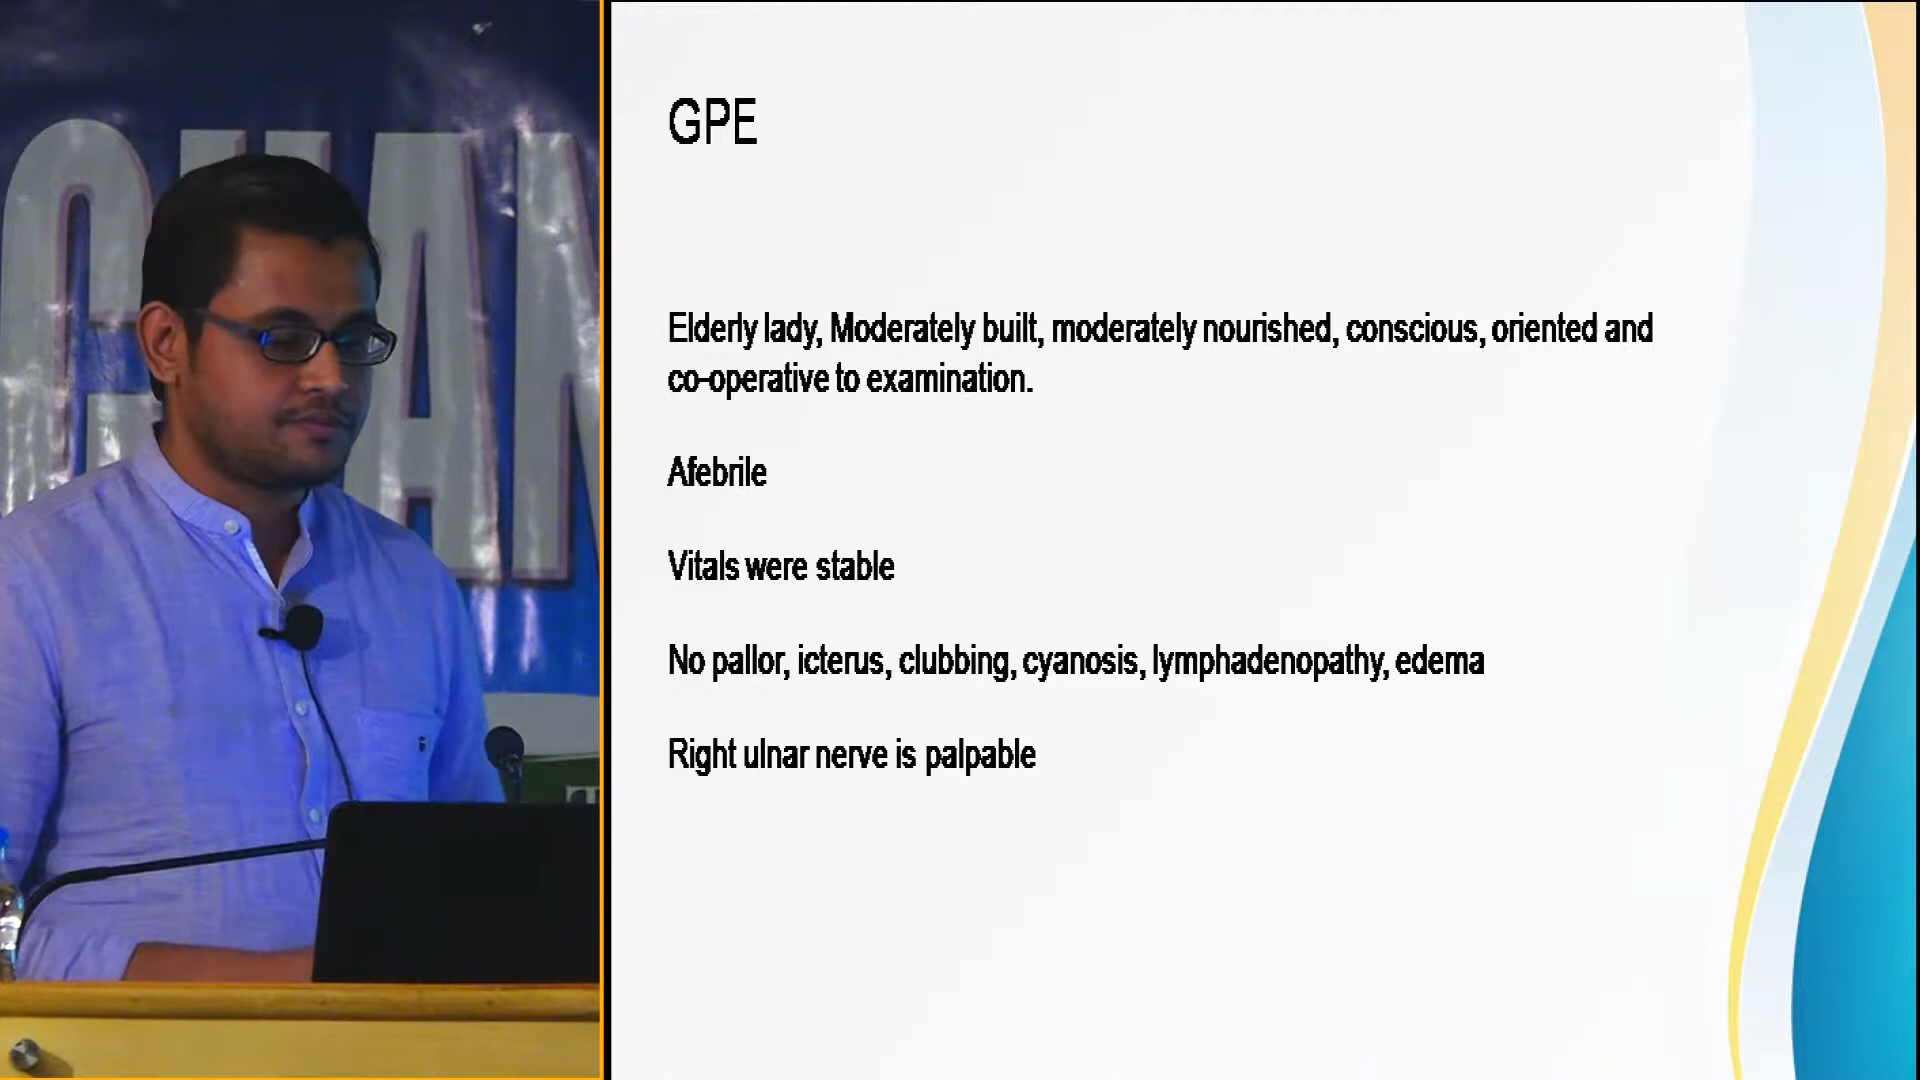 GPE
Elderly lady, Moderately built, moderately nourished, conscious, oriented and
co-operative to examination.
Afebrile
Vitals were stable
No pallor, icterus, clubbing, cyanosis, lymphadenopathy, edema
Right ulnar nerve is palpable